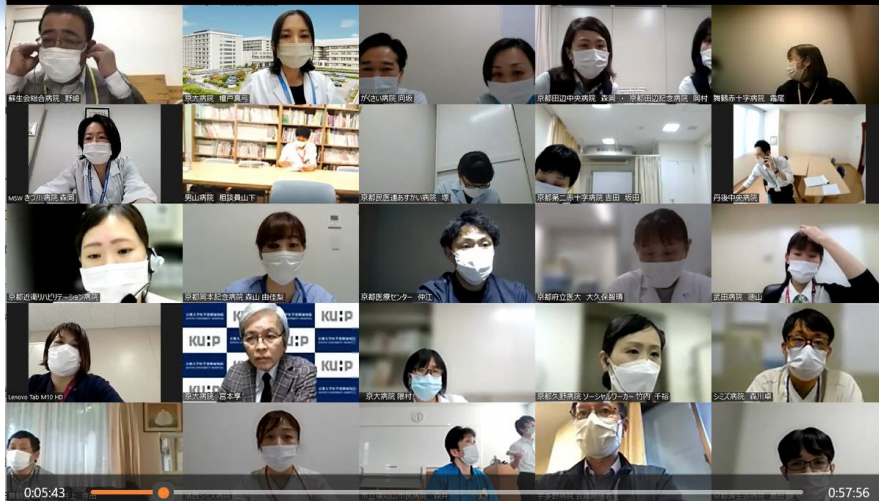 蘇生会総合病院 野崎
京大病院 植戸真弓
がくさい病院 向坂
京都田辺中央病院 森岡 ・ 京都田辺記念病院 岡村
舞鶴赤十字病院 霜尾
MSW きづ川病院 森岡
男山病院 相談員山下
京都民医連あすかい病院 塚
京都第二赤十字病院 吉田 坂田
丹後中央病院
京都近衛リハビリテーション病院
京都岡本記念病院 森山 由佳梨
京都医療センター 仲江
京都府立医大 大久保智晴
武田病院 徳山
Lenovo Tab M10 HD
KUHP
京大病院 宮本享
京大病院 隈村
京都久野病院 ソーシャルワーカー 竹内 千裕
シミズ病院 森川卓
0:05:43
0:57:56